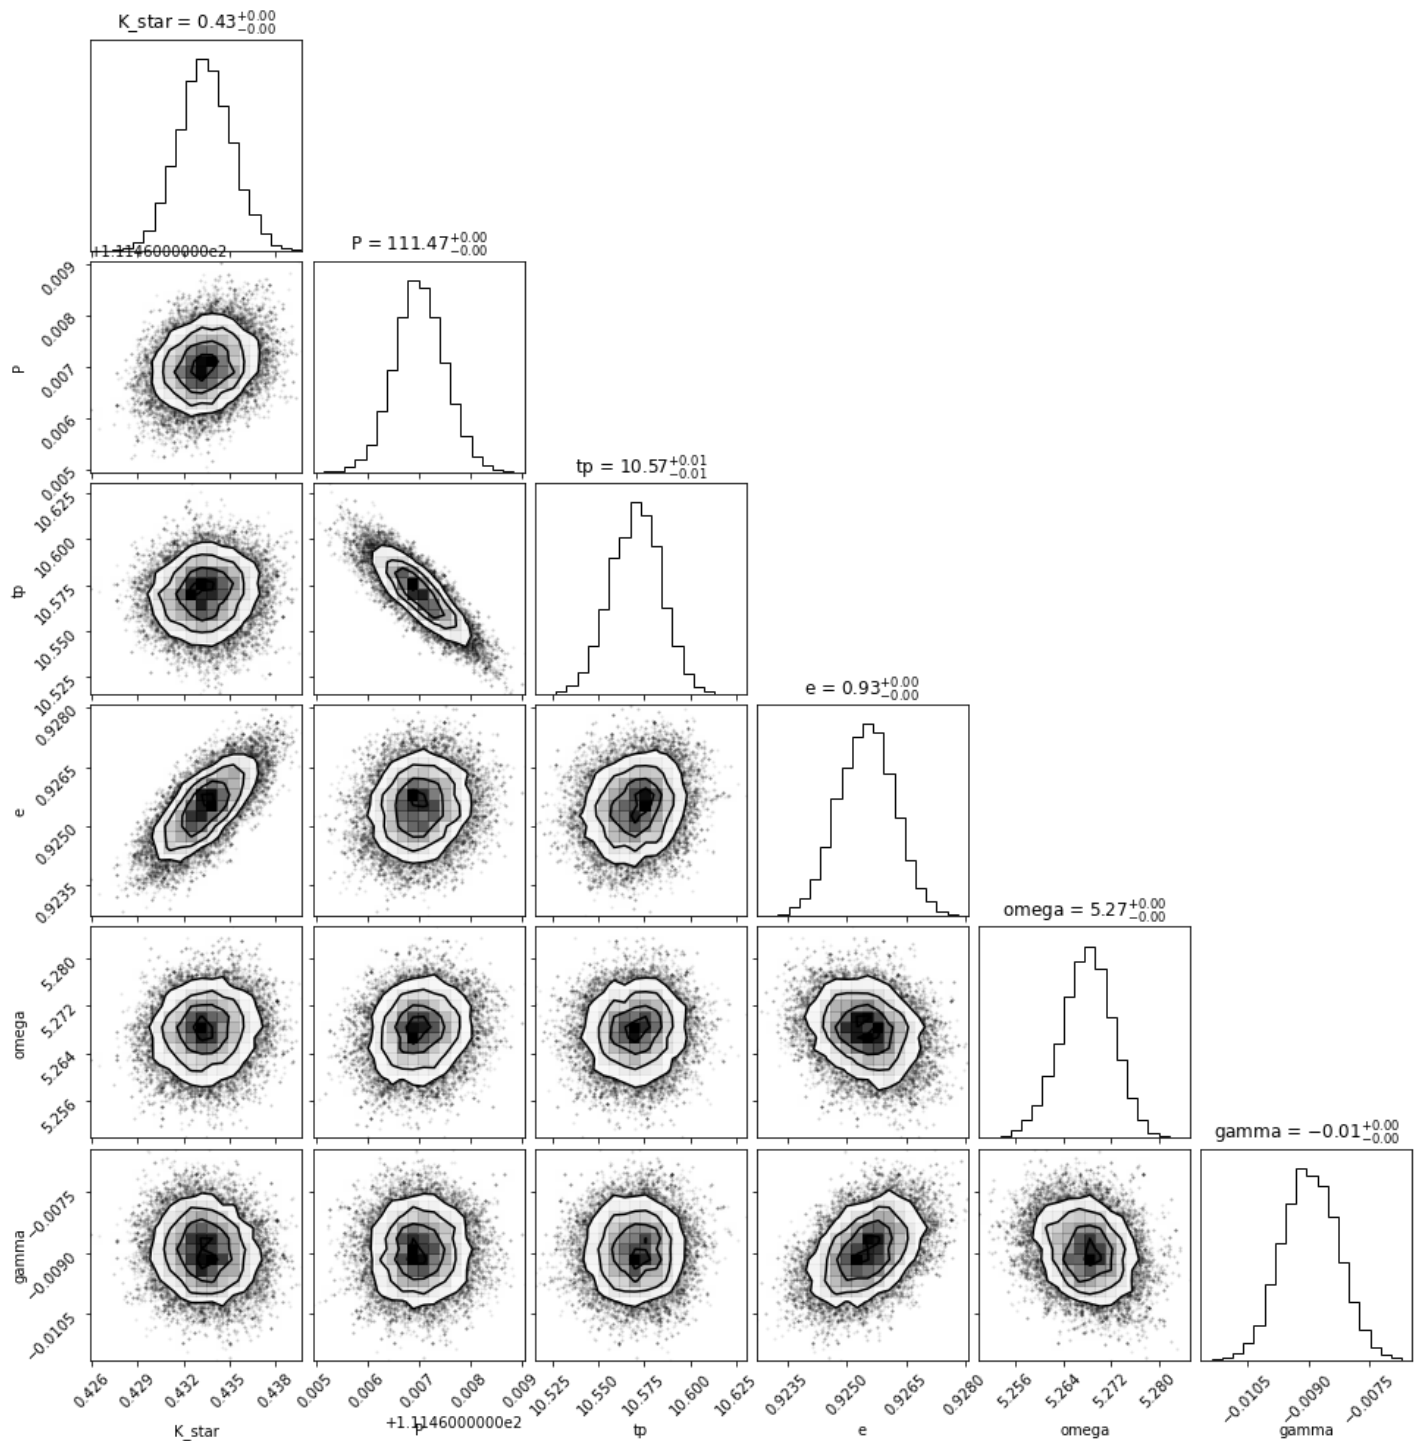 K_star = 0.43+0.00−0.00
+1.1146000000e2
P = 111.47+0.00−0.00
0.009
0.008
0.007
0.006
0.005
P
tp = 10.57+0.01−0.01
10.625
10.600
10.575
10.550
10.525
tp
e = 0.93+0.00−0.00
0.9280
0.9265
0.9250
0.9235
e
omega = 5.27+0.00−0.00
5.280
5.272
5.264
5.256
omega
gamma = −0.01+0.00−0.00
−0.0075
−0.0090
−0.0105
gamma
0.426 0.429 0.432 0.435 0.438 0.005 0.006 0.007 0.008 0.009 10.525 10.550 10.575 10.600 10.625 0.9235 0.9250 0.9265 0.9280 5.256 5.264 5.272 5.280 −0.0105 −0.0090 −0.0075
+1.1146000000e2
K_star P tp e omega gamma